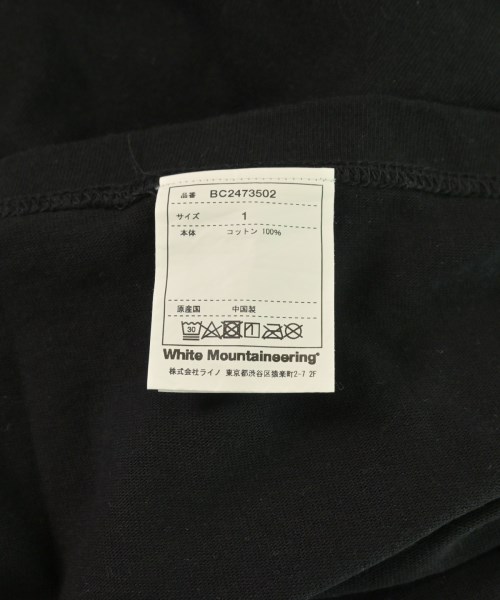 品番 BC2473502
サイズ 1
本体 コットン 100%
原産国 中国製
30
White Mountaineering®
株式会社ライノ 東京都渋谷区猿楽町2-7 2F